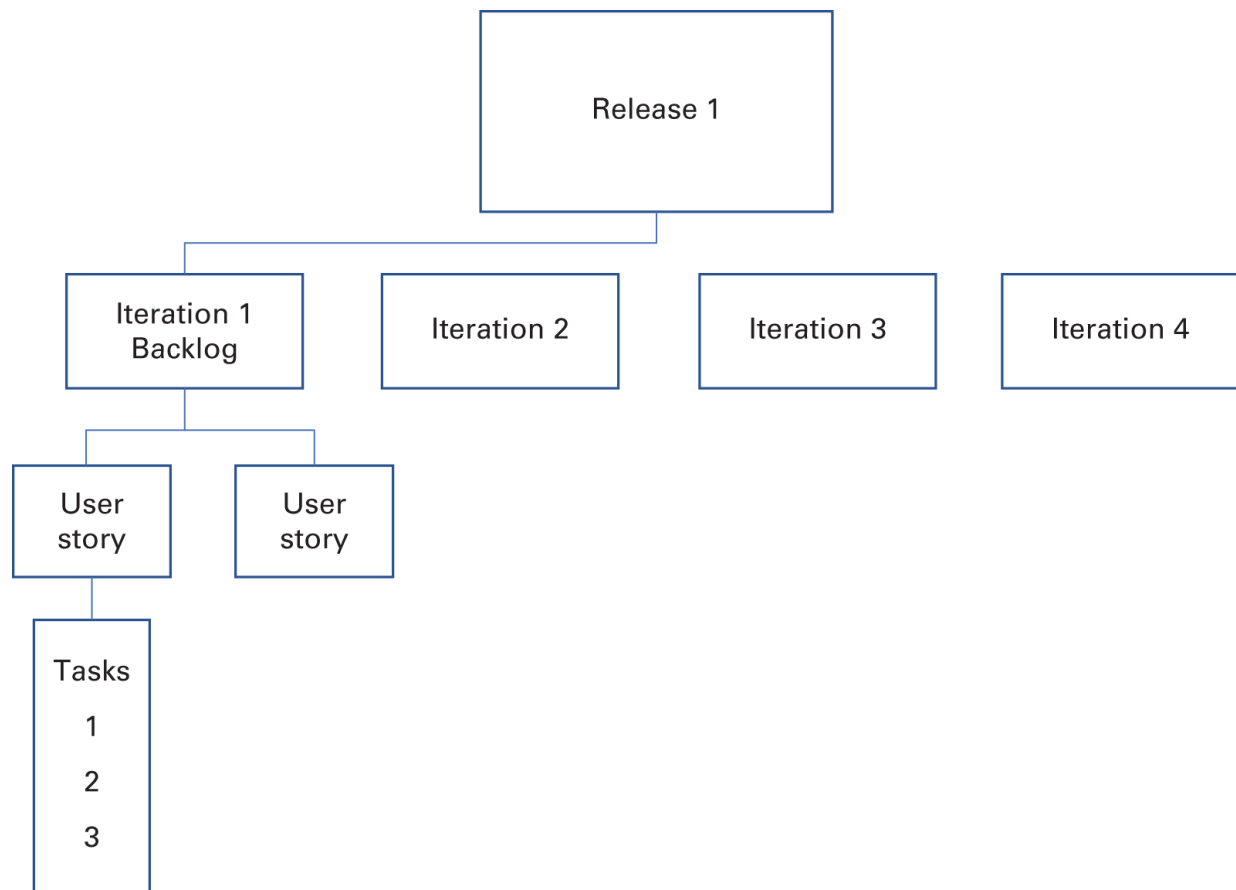 Release 1
Iteration 1
Backlog
Iteration 2
Iteration 3
Iteration 4
User
story
User
story
Tasks
1
2
3